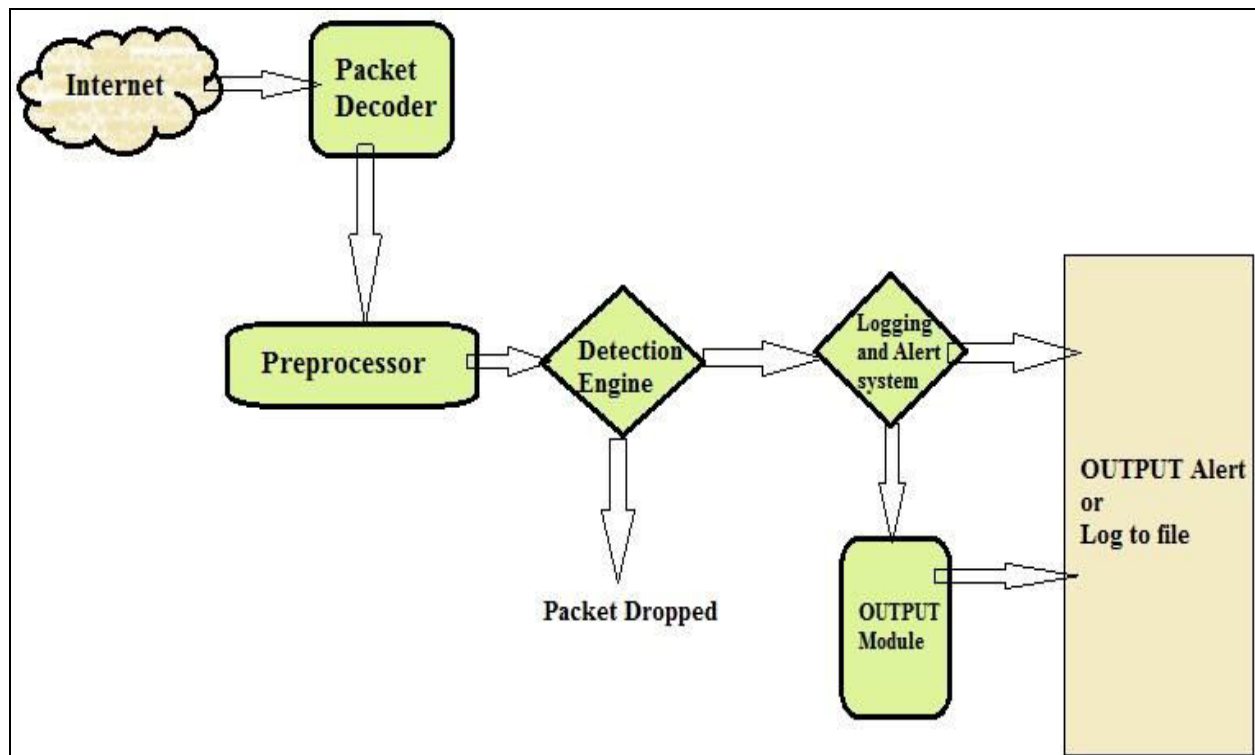 Internet
Packet
Decoder
Preprocessor
Detection
Engine
Packet Dropped
Logging
and Alert
system
OUTPUT
Module
OUTPUT Alert
or
Log to file